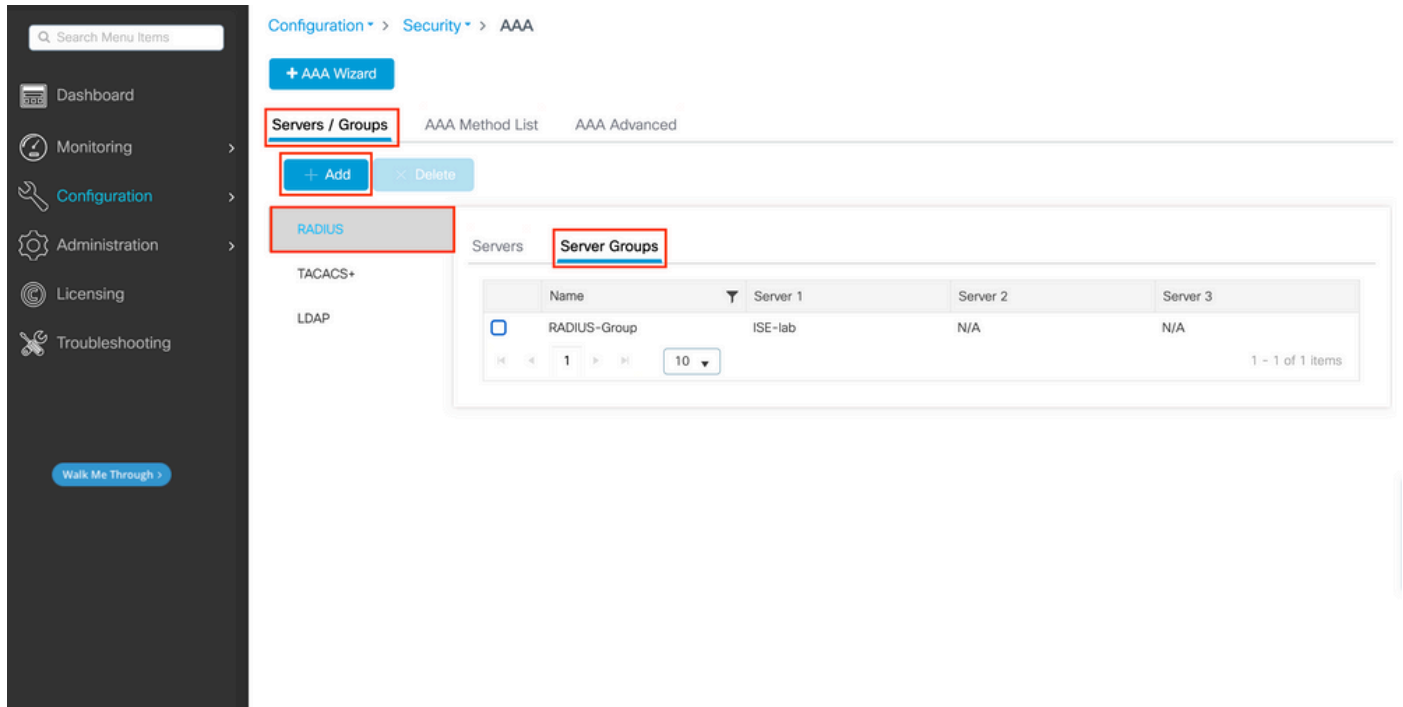 Search Menu Items
Dashboard
Monitoring
Configuration
Administration
Licensing
Troubleshooting
Walk Me Through >
Configuration > Security > AAA
+ AAA Wizard
Servers / Groups AAA Method List AAA Advanced
+ Add × Delete
RADIUS
TACACS+
LDAP
Servers Server Groups
Name Server 1 Server 2 Server 3
RADIUS-Group ISE-lab N/A N/A
1 10 1 - 1 of 1 items